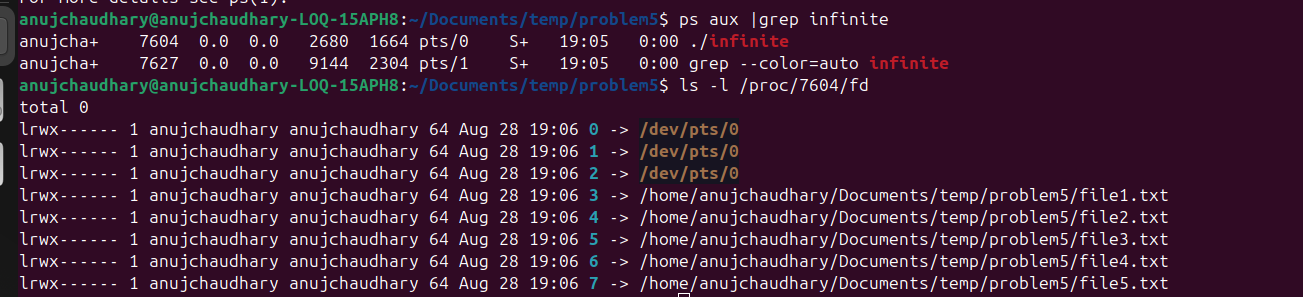 For more details see ps(1).
anujchaudhary@anujchaudhary-LOQ-15APH8:~/Documents/temp/problem5$ ps aux |grep infinite
anujcha+    7604  0.0  0.0   2680  1664 pts/0    S+   19:05   0:00 ./infinite
anujcha+    7627  0.0  0.0   9144  2304 pts/1    S+   19:05   0:00 grep --color=auto infinite
anujchaudhary@anujchaudhary-LOQ-15APH8:~/Documents/temp/problem5$ ls -l /proc/7604/fd
total 0
lrwx------ 1 anujchaudhary anujchaudhary 64 Aug 28 19:06 0 -> /dev/pts/0
lrwx------ 1 anujchaudhary anujchaudhary 64 Aug 28 19:06 1 -> /dev/pts/0
lrwx------ 1 anujchaudhary anujchaudhary 64 Aug 28 19:06 2 -> /dev/pts/0
lrwx------ 1 anujchaudhary anujchaudhary 64 Aug 28 19:06 3 -> /home/anujchaudhary/Documents/temp/problem5/file1.txt
lrwx------ 1 anujchaudhary anujchaudhary 64 Aug 28 19:06 4 -> /home/anujchaudhary/Documents/temp/problem5/file2.txt
lrwx------ 1 anujchaudhary anujchaudhary 64 Aug 28 19:06 5 -> /home/anujchaudhary/Documents/temp/problem5/file3.txt
lrwx------ 1 anujchaudhary anujchaudhary 64 Aug 28 19:06 6 -> /home/anujchaudhary/Documents/temp/problem5/file4.txt
lrwx------ 1 anujchaudhary anujchaudhary 64 Aug 28 19:06 7 -> /home/anujchaudhary/Documents/temp/problem5/file5.txt